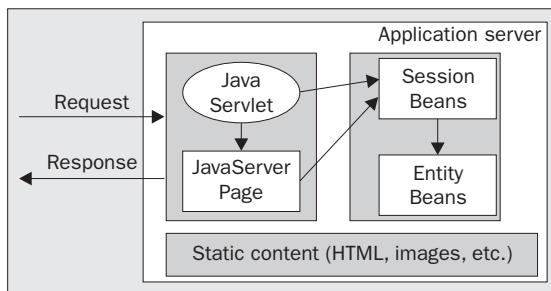 Application server
Request
Response
Java
Servlet
JavaServer
Page
Session
Beans
Entity
Beans
Static content (HTML, images, etc.)